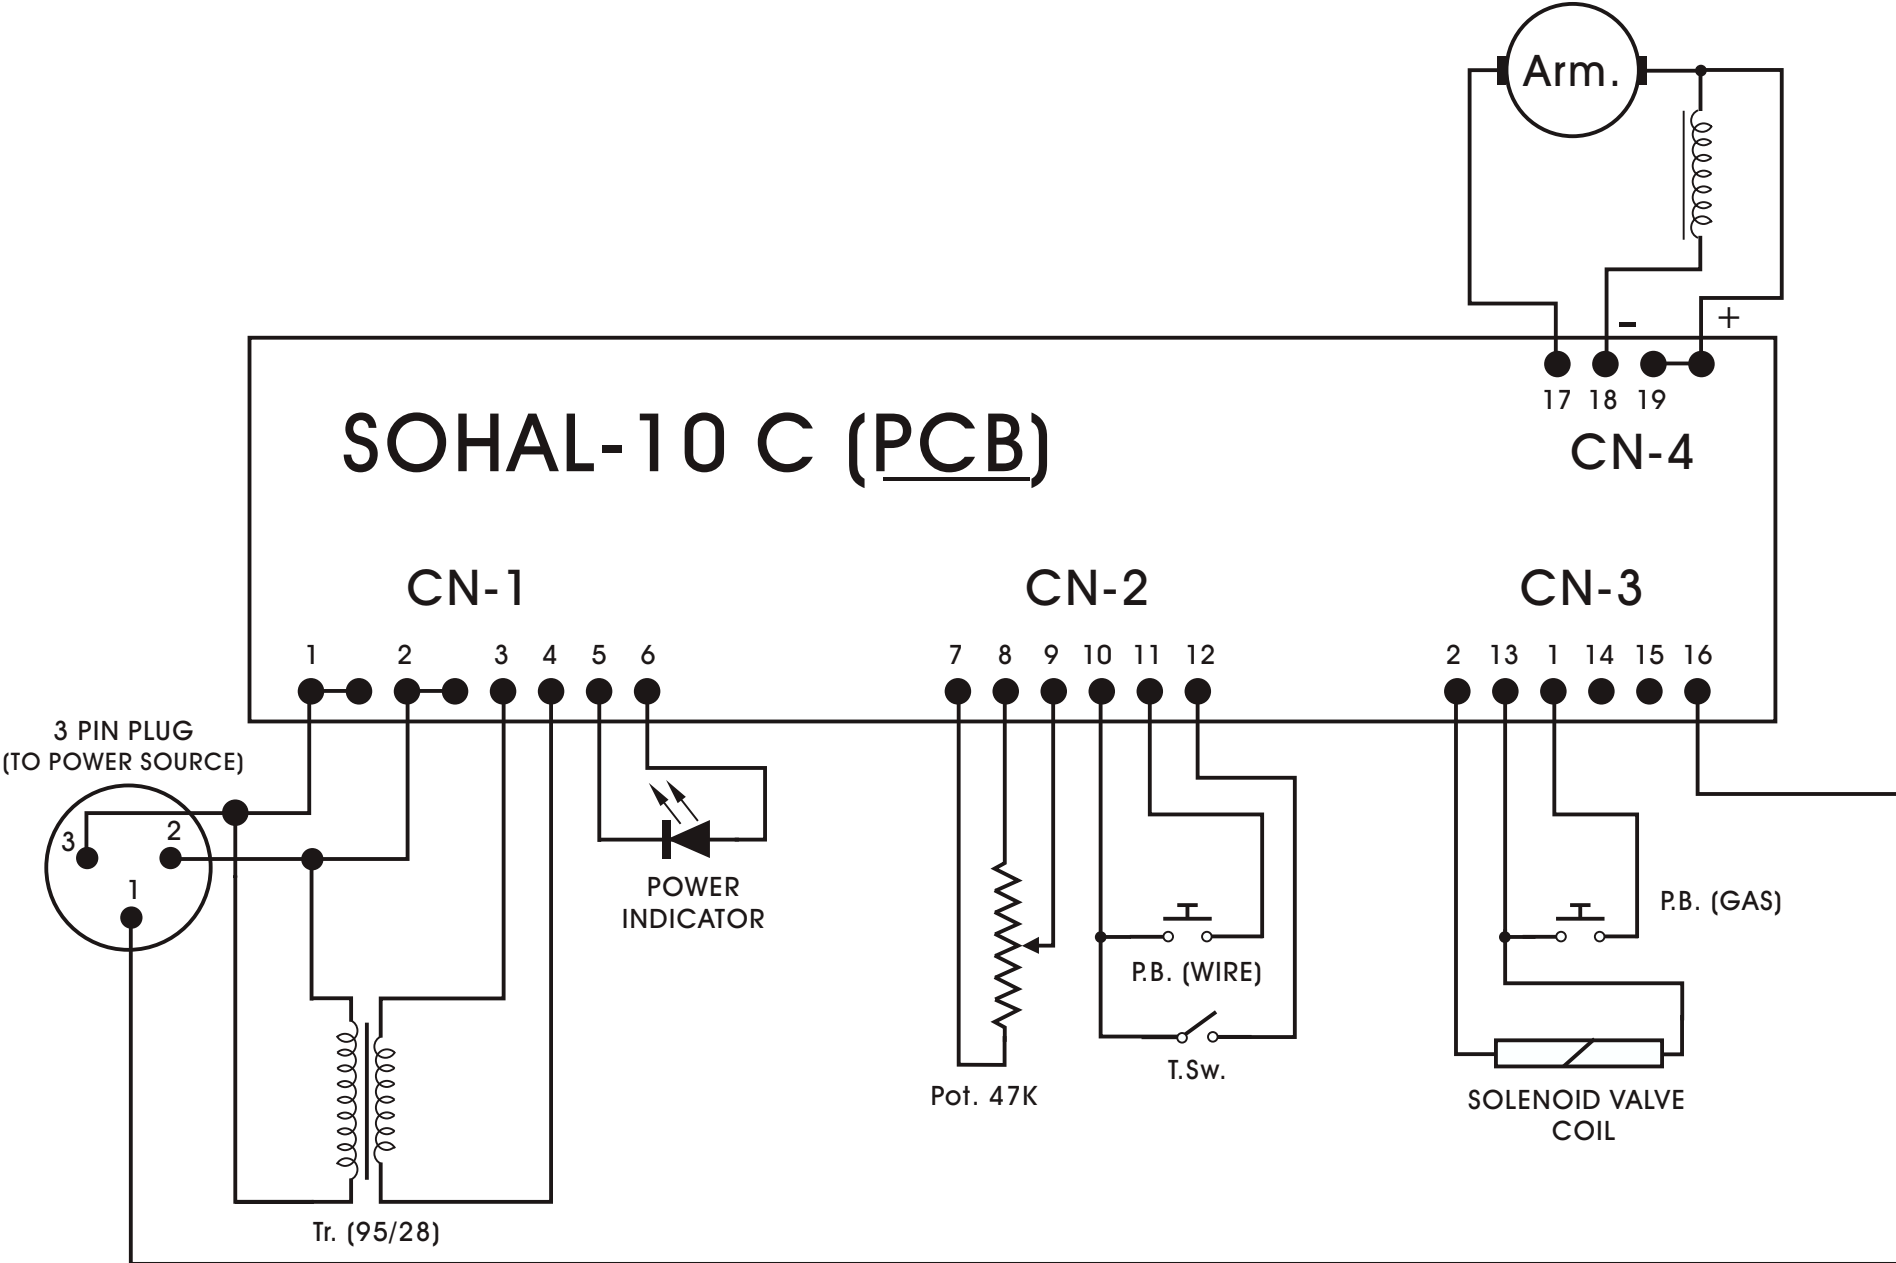 Arm.
- +
17 18 19
SOHAL-10 C (PCB)
CN-4
CN-1 CN-2 CN-3
1 2 3 4 5 6 7 8 9 10 11 12 2 13 1 14 15 16
3 PIN PLUG
(TO POWER SOURCE)
3 2
1
POWER
INDICATOR
P.B. (GAS)
P.B. (WIRE)
T.Sw.
Pot. 47K
SOLENOID VALVE
COIL
Tr. (95/28)